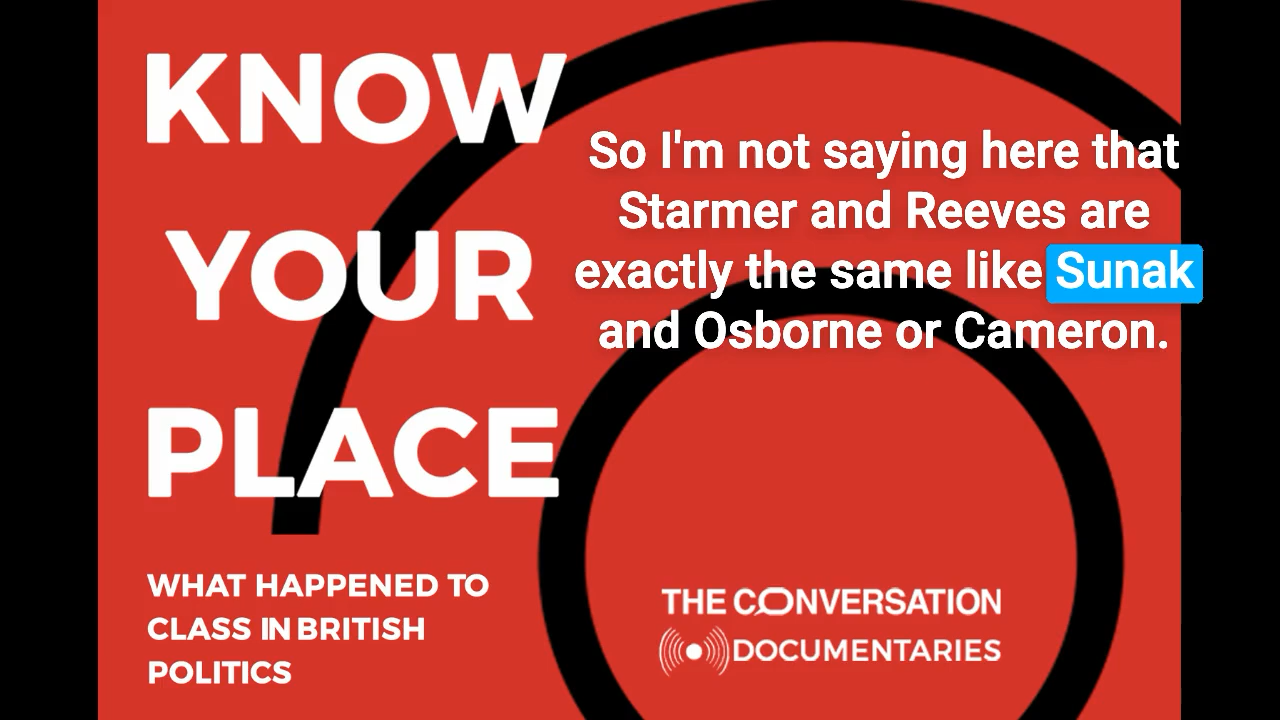 KNOW
YOUR
PLACE
WHAT HAPPENED TO
CLASS IN BRITISH
POLITICS
So I'm not saying here that
Starmer and Reeves are
exactly the same like Sunak
and Osborne or Cameron.
THE CONVERSATION
DOCUMENTARIES